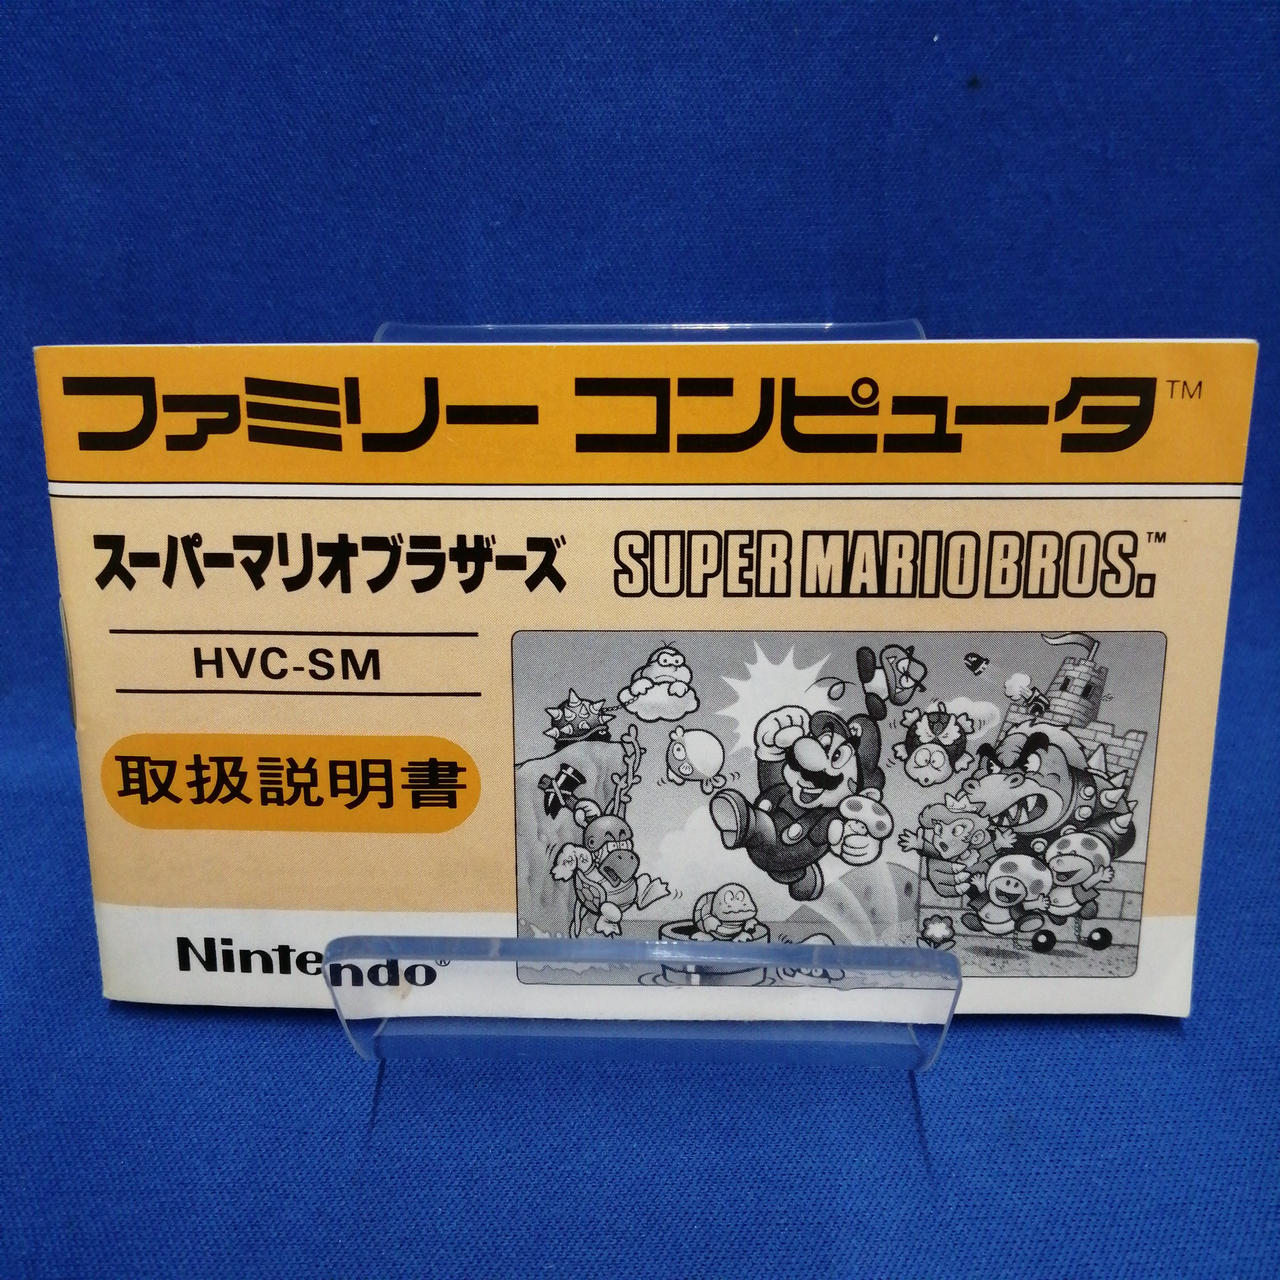 ファミリー コンピュータ™
スーパーマリオブラザーズ
SUPER MARIO BROS.™
HVC-SM
取扱説明書
Nintendo®